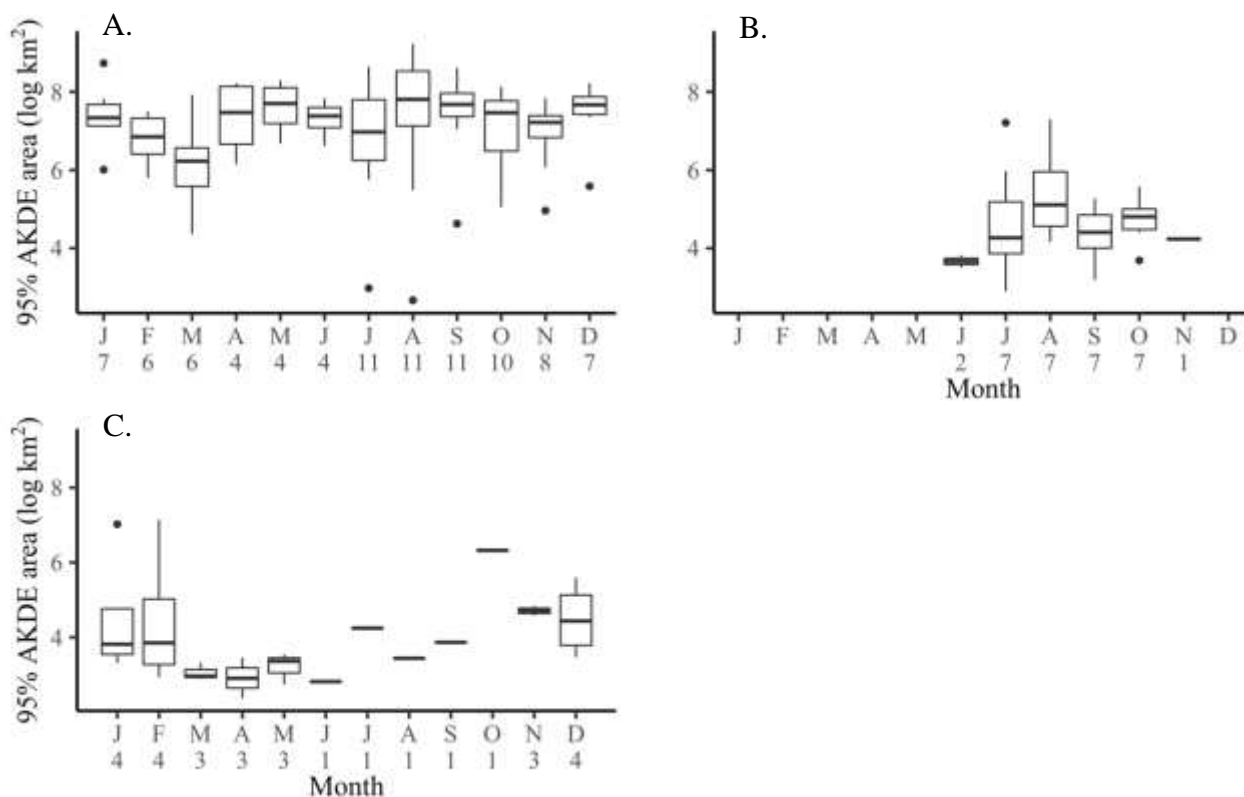 A.
95% AKDE area (log km²)
8
6
4
J F M A M J J A S O N D
7 6 6 4 4 4 11 11 11 10 8 7
B.
8
6
4
J F M A M J J A S O N D
2 7 7 7 7 1
Month
C.
95% AKDE area (log km²)
8
6
4
J F M A M J J A S O N D
4 4 3 3 3 1 1 1 1 1 3 4
Month